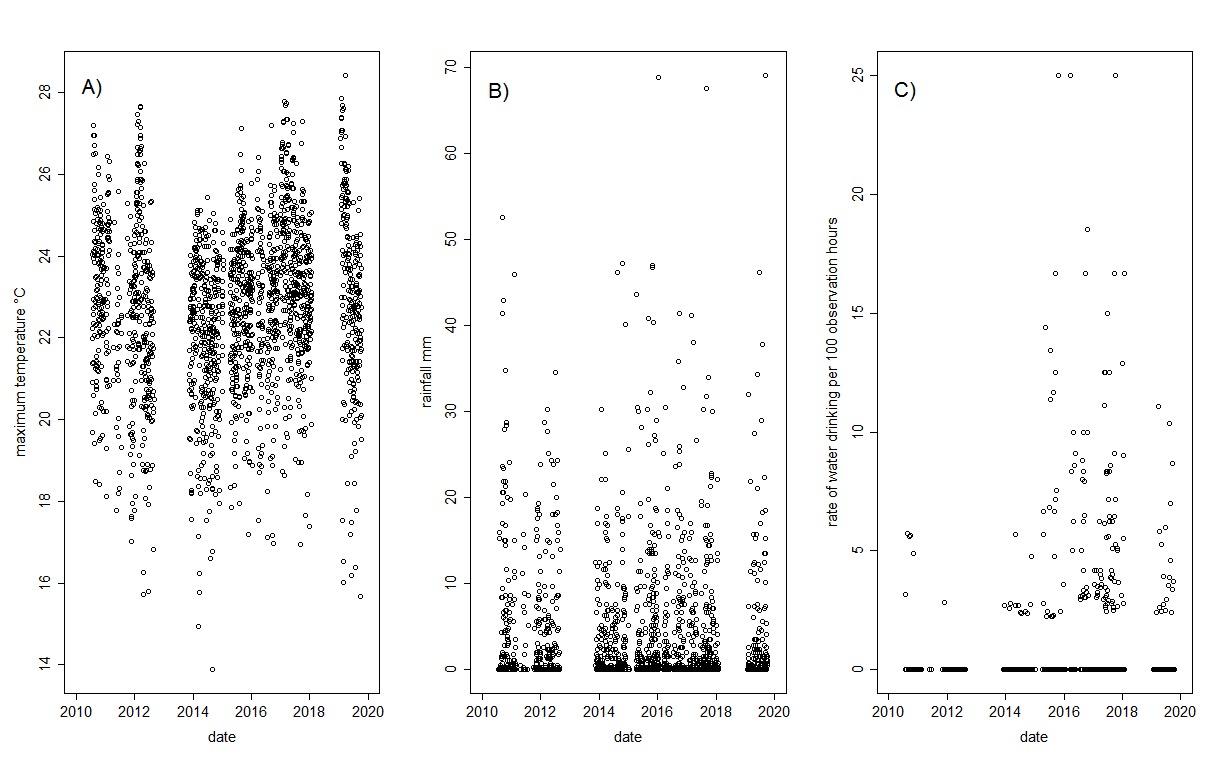 A)
maximum temperature °C
28
26
24
22
20
18
16
14
2010 2012 2014 2016 2018 2020
date
B)
rainfall mm
70
60
50
40
30
20
10
0
2010 2012 2014 2016 2018 2020
date
C)
rate of water drinking per 100 observation hours
25
20
15
10
5
0
2010 2012 2014 2016 2018 2020
date